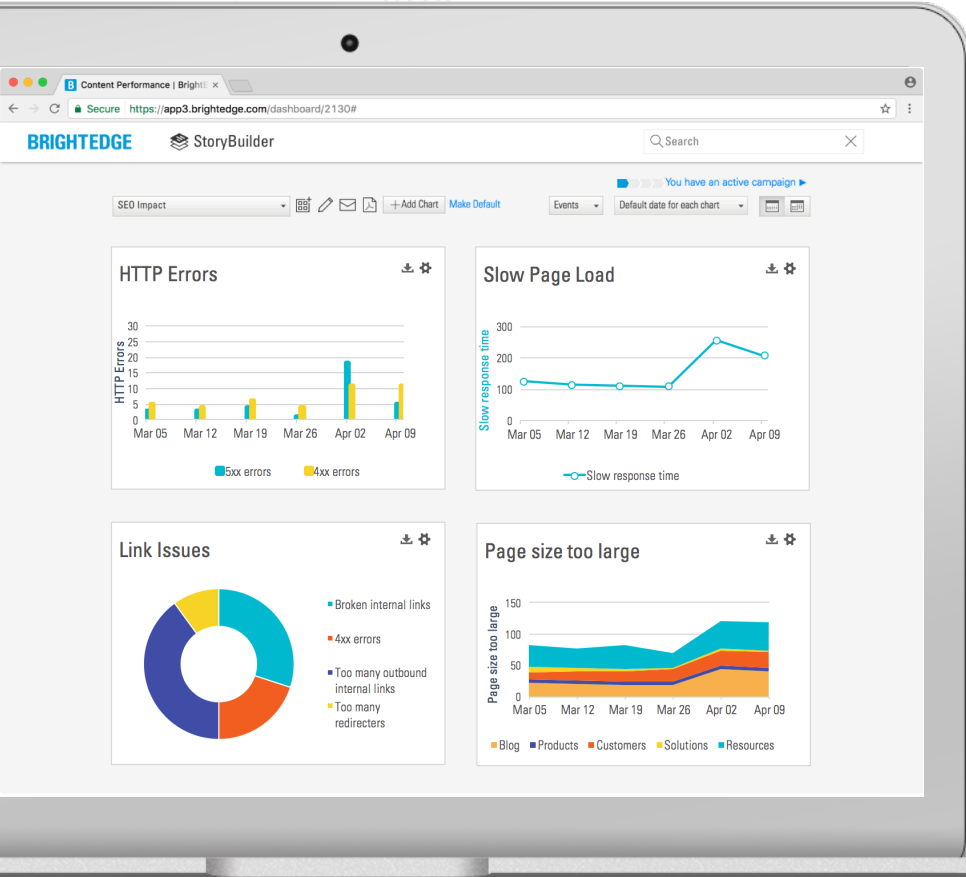 Content Performance | BrightE
Secure https://app3.brightedge.com/dashboard/2130#
BRIGHTEDGE StoryBuilder Search
You have an active campaign
SEO Impact +Add Chart Make Default Events Default date for each chart
HTTP Errors
HTTP Errors
30
25
20
15
10
5
0
Mar 05 Mar 12 Mar 19 Mar 26 Apr 02 Apr 09
5xx errors 4xx errors
Slow Page Load
Slow response time
300
200
100
0
Mar 05 Mar 12 Mar 19 Mar 26 Apr 02 Apr 09
Slow response time
Link Issues
Broken internal links
4xx errors
Too many outbound
internal links
Too many
redirecters
Page size too large
Page size too large
150
100
50
0
Mar 05 Mar 12 Mar 19 Mar 26 Apr 02 Apr 09
Blog Products Customers Solutions Resources